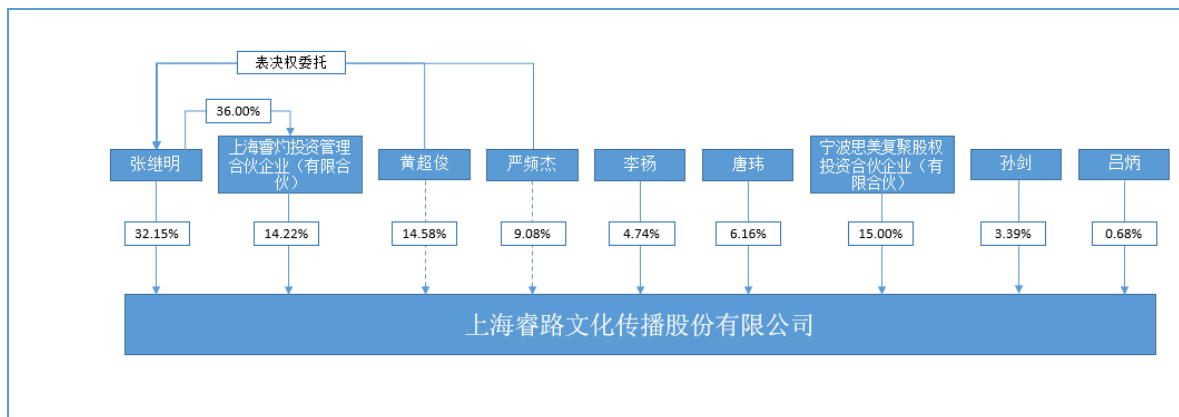 表决权委托
36.00%
张继明
上海睿灼投资管理
合伙企业（有限合
伙）
黄超俊
严频杰
李杨
唐玮
宁波思美复聚股权
投资合伙企业（有
限合伙）
孙剑
吕炳
32.15%
14.22%
14.58%
9.08%
4.74%
6.16%
15.00%
3.39%
0.68%
上海睿路文化传播股份有限公司